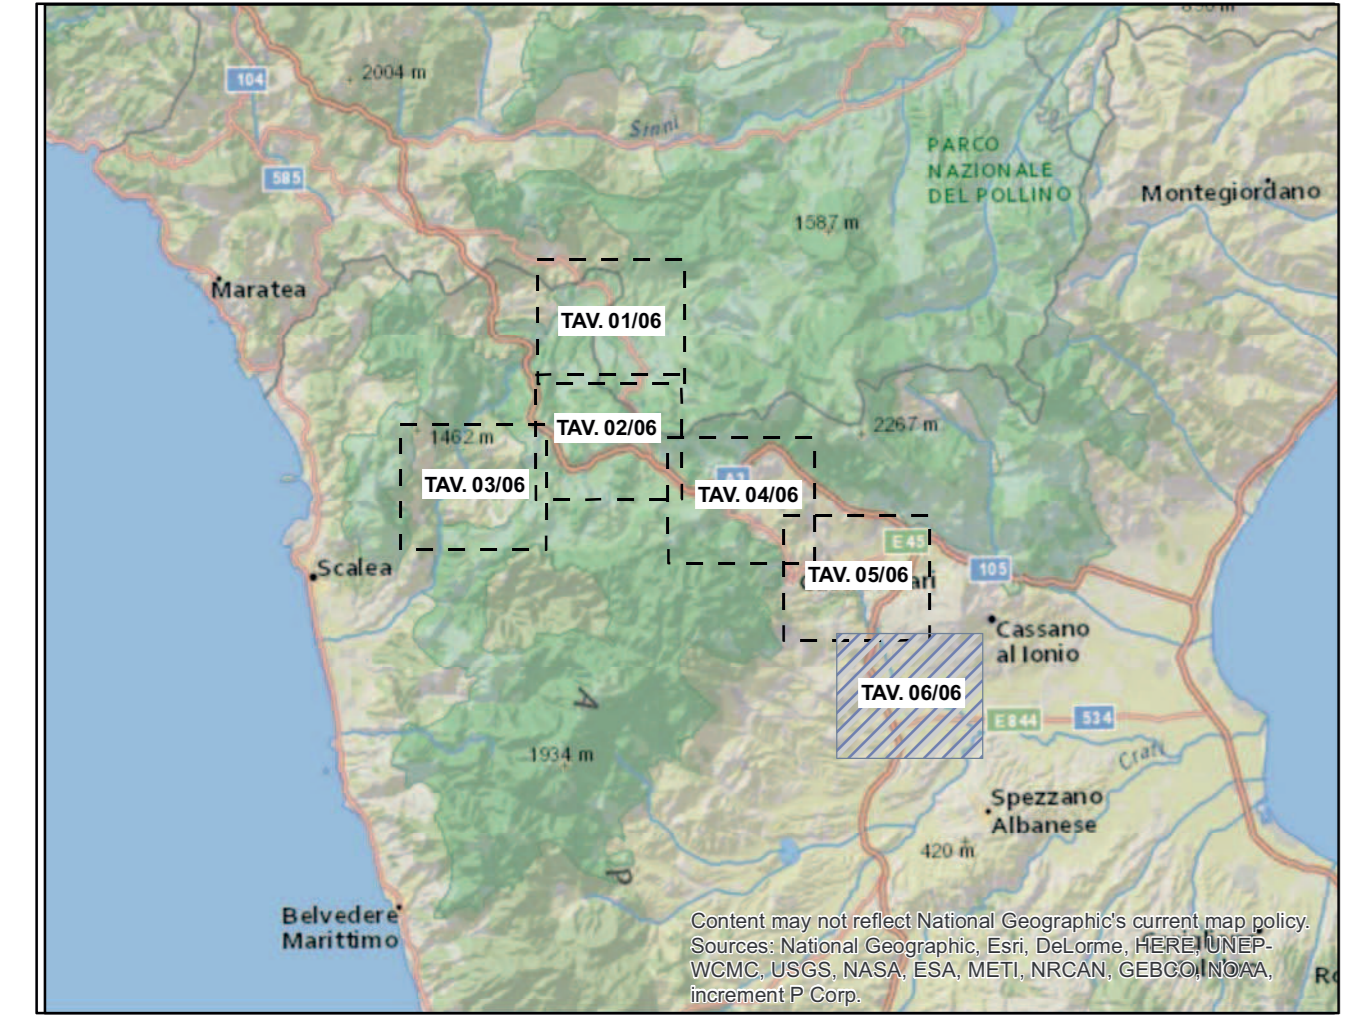 2004 m
104
Sinni
PARCO
NAZIONALE
DEL POLLINO
585
Montegiordano
1587 m
Maratea
TAV. 01/06
TAV. 02/06
2267 m
1462 m
TAV. 03/06
TAV. 04/06
E 45
105
Scalea
TAV. 05/06
Cassano
al Ionio
TAV. 06/06
E 844
534
A
1934 m
Crati
Spezzano
Albanese
420 m
P
Belvedere
Marittimo
Content may not reflect National Geographic's current map policy.
Sources: National Geographic, Esri, DeLorme, HERE, UNEP-
WCMC, USGS, NASA, ESA, METI, NRCAN, GEBCO, NOAA,
increment P Corp.